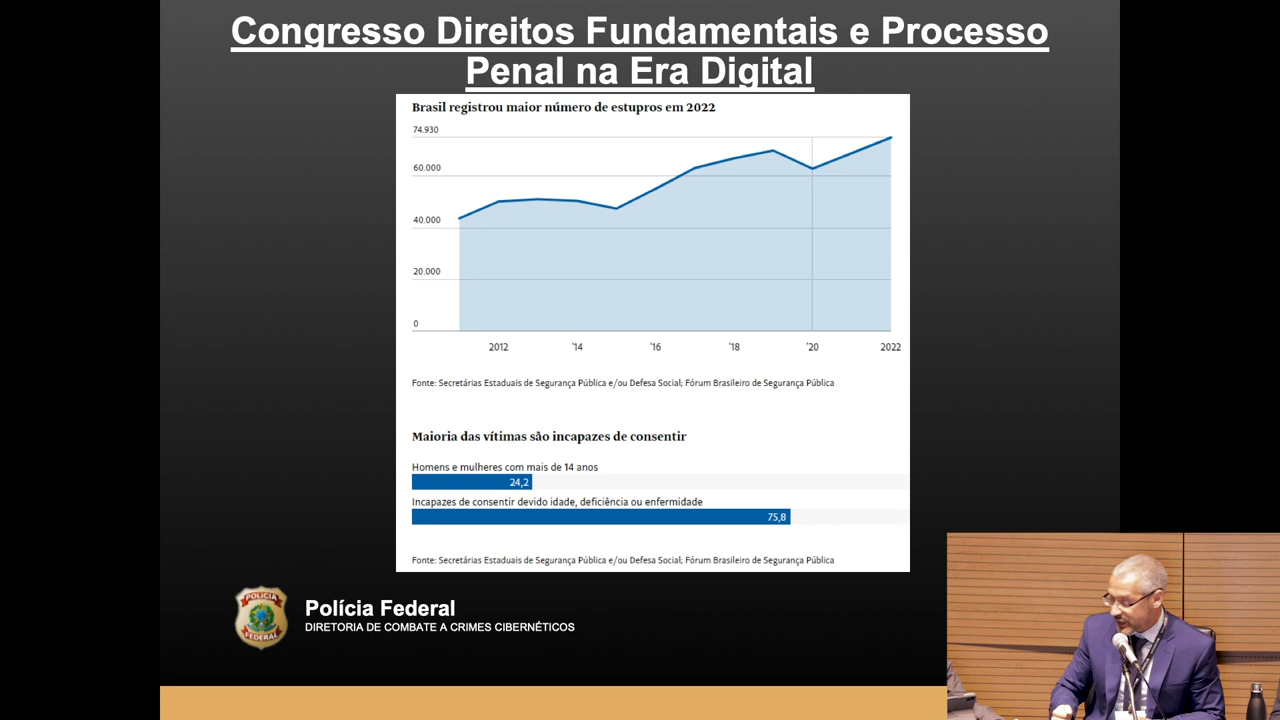 Congresso Direitos Fundamentais e Processo
Penal na Era Digital
Brasil registrou maior número de estupros em 2022
74.930
60.000
40.000
20.000
0
2012 '14 '16 '18 '20 2022
Fonte: Secretárias Estaduais de Segurança Pública e/ou Defesa Social; Fórum Brasileiro de Segurança Pública
Maioria das vítimas são incapazes de consentir
Homens e mulheres com mais de 14 anos
24,2
Incapazes de consentir devido idade, deficiência ou enfermidade
75,8
Fonte: Secretárias Estaduais de Segurança Pública e/ou Defesa Social; Fórum Brasileiro de Segurança Pública
POLÍCIA
FEDERAL
Polícia Federal
DIRETORIA DE COMBATE A CRIMES CIBERNÉTICOS